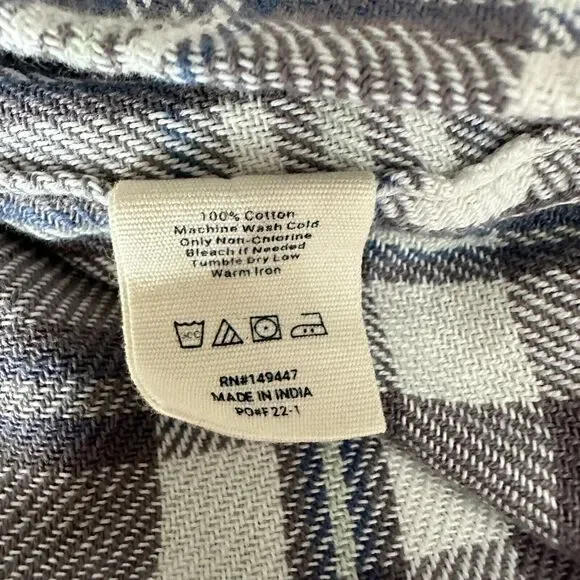 100% Cotton
Machine Wash Cold
Only Non-Chlorine
Bleach if Needed
Tumble Dry Low
Warm Iron
RN#149447
MADE IN INDIA
PO#F 22-1